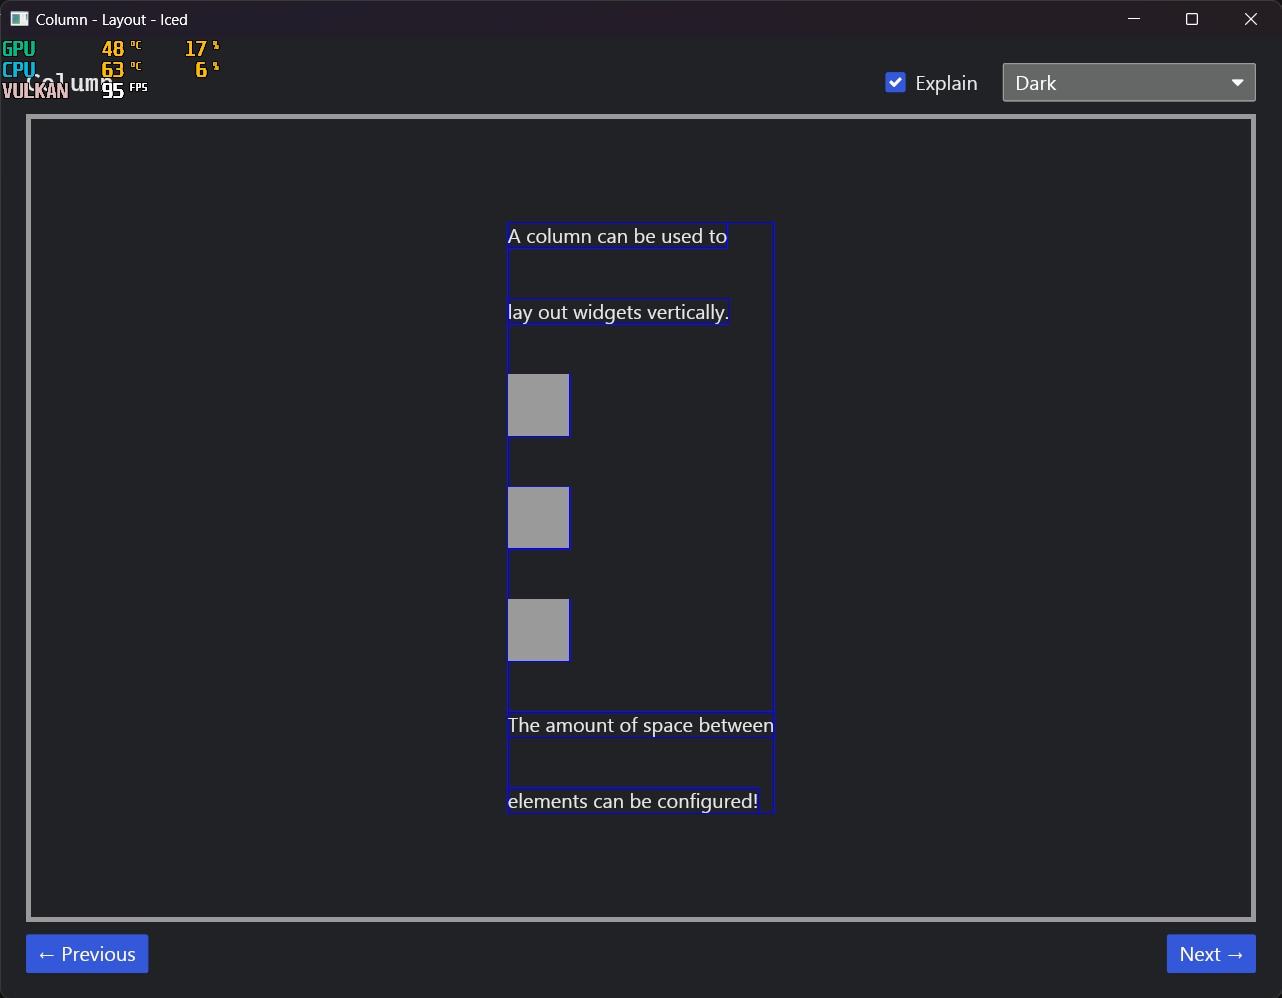 Column - Layout - Iced
GPU 48 °C 17 %
CPU 63 °C 6 %
VULKAN 95 FPS
Column
Explain
Dark
A column can be used to
lay out widgets vertically.
The amount of space between
elements can be configured!
← Previous
Next →